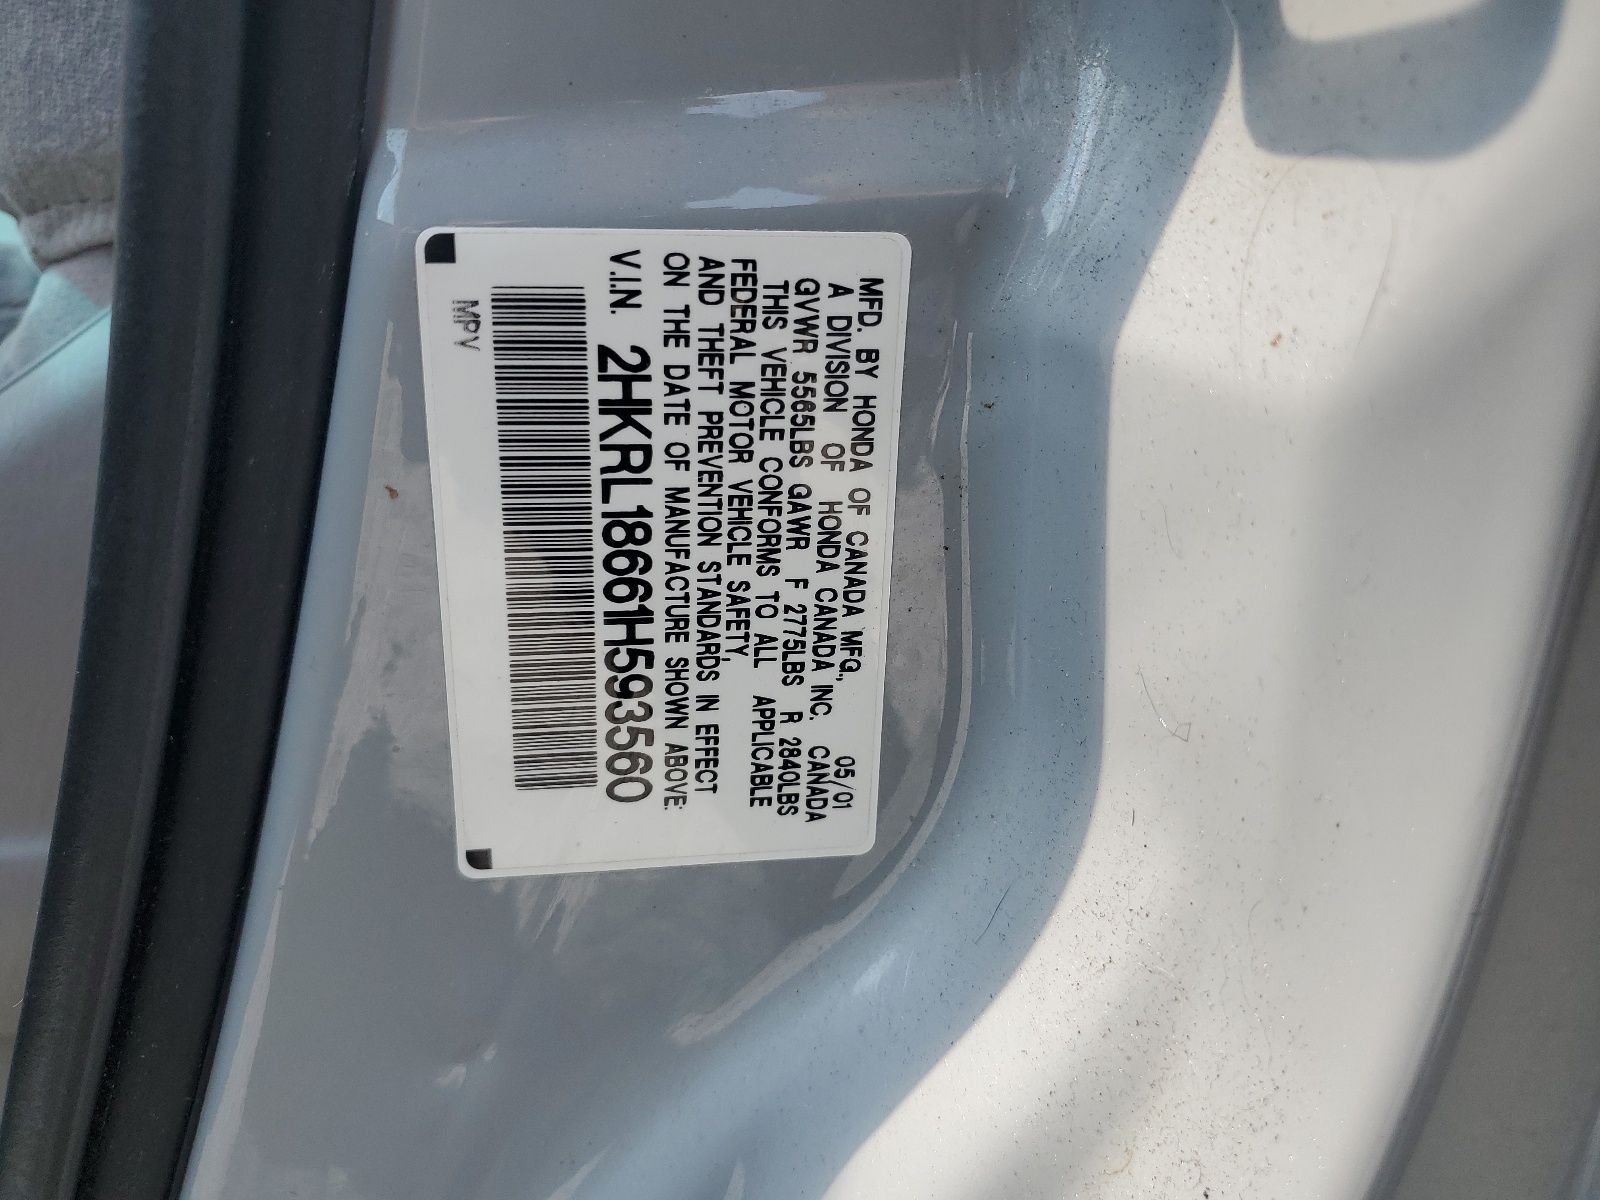 MFD. BY HONDA OF CANADA MFG., 05/01
A DIVISION OF HONDA CANADA INC. CANADA
GVWR 5565LBS GAWR F 2775LBS R 2840LBS
THIS VEHICLE CONFORMS TO ALL APPLICABLE
FEDERAL MOTOR VEHICLE SAFETY,
AND THEFT PREVENTION STANDARDS IN EFFECT
ON THE DATE OF MANUFACTURE SHOWN ABOVE:
V.I.N. 2HKRL18661H593560
MPV